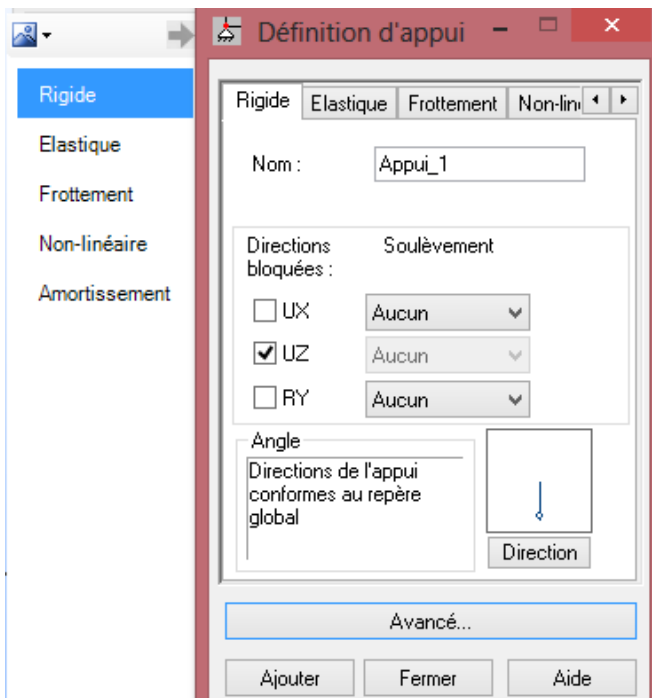 Définition d'appui
Rigide
Elastique
Frottement
Non-linéaire
Amortissement
Rigide Elastique Frottement Non-lin
Nom : Appui_1
Directions bloquées : Soulèvement
UX Aucun
UZ Aucun
RY Aucun
Angle
Directions de l'appui
conformes au repère
global
Direction
Avancé...
Ajouter Fermer Aide